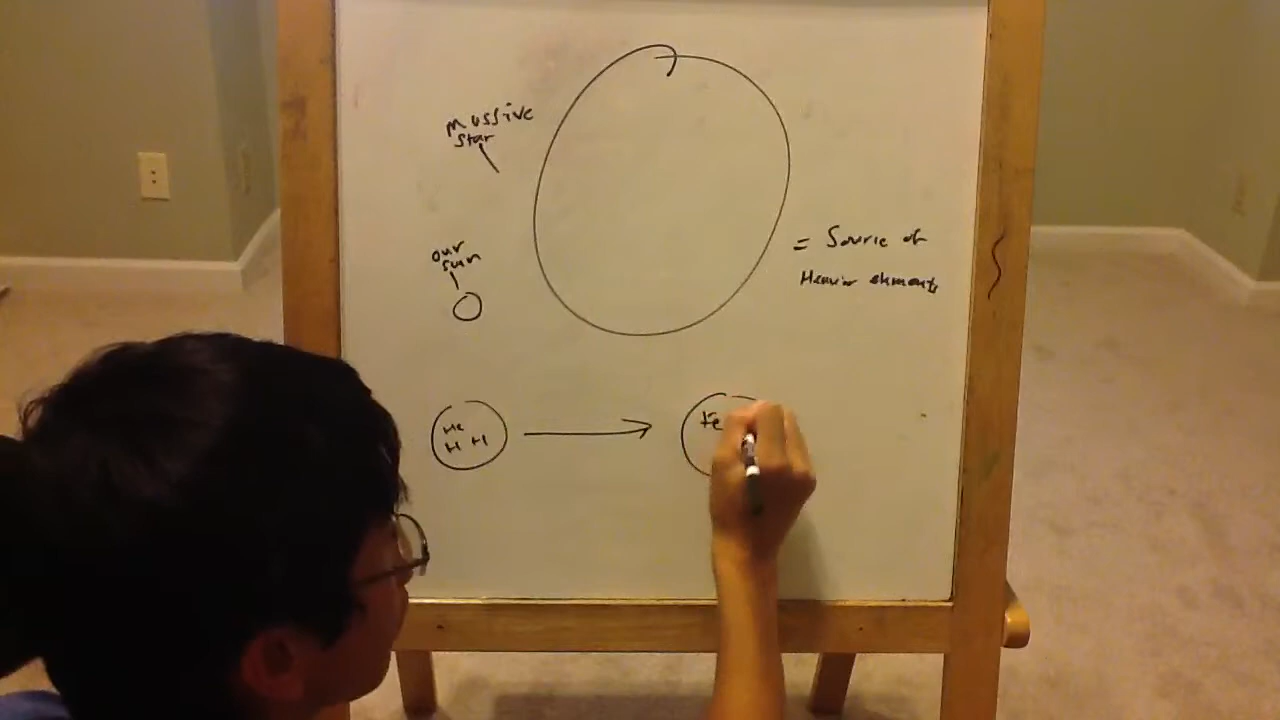 massive
star
our
sun
= Source of
Heavier elements
He
H H
Fe